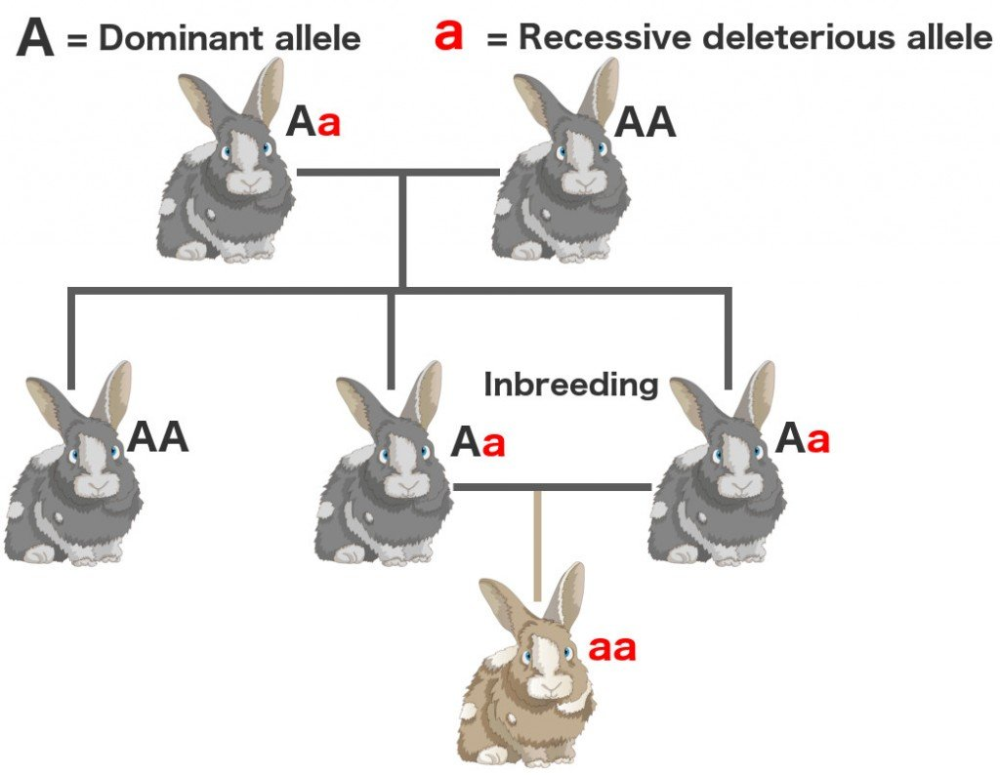 A = Dominant allele
a = Recessive deleterious allele
Aa
AA
Inbreeding
AA
Aa
Aa
aa